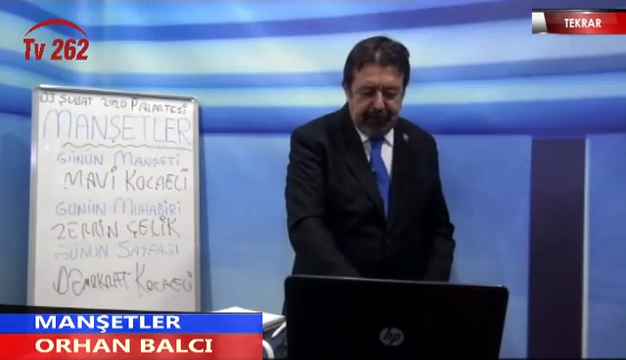 Tv 262
TEKRAR
03 ŞUBAT 2020 PAZARTESİ
MANŞETLER
GÜNÜN MANŞETİ
MAVİ KOCAELİ
GÜNÜN MUHABİRİ
ZERRİN ÇELİK
GÜNÜN SAYFASI
DEMOKRAT KOCAELİ
MANŞETLER
ORHAN BALCI
hp